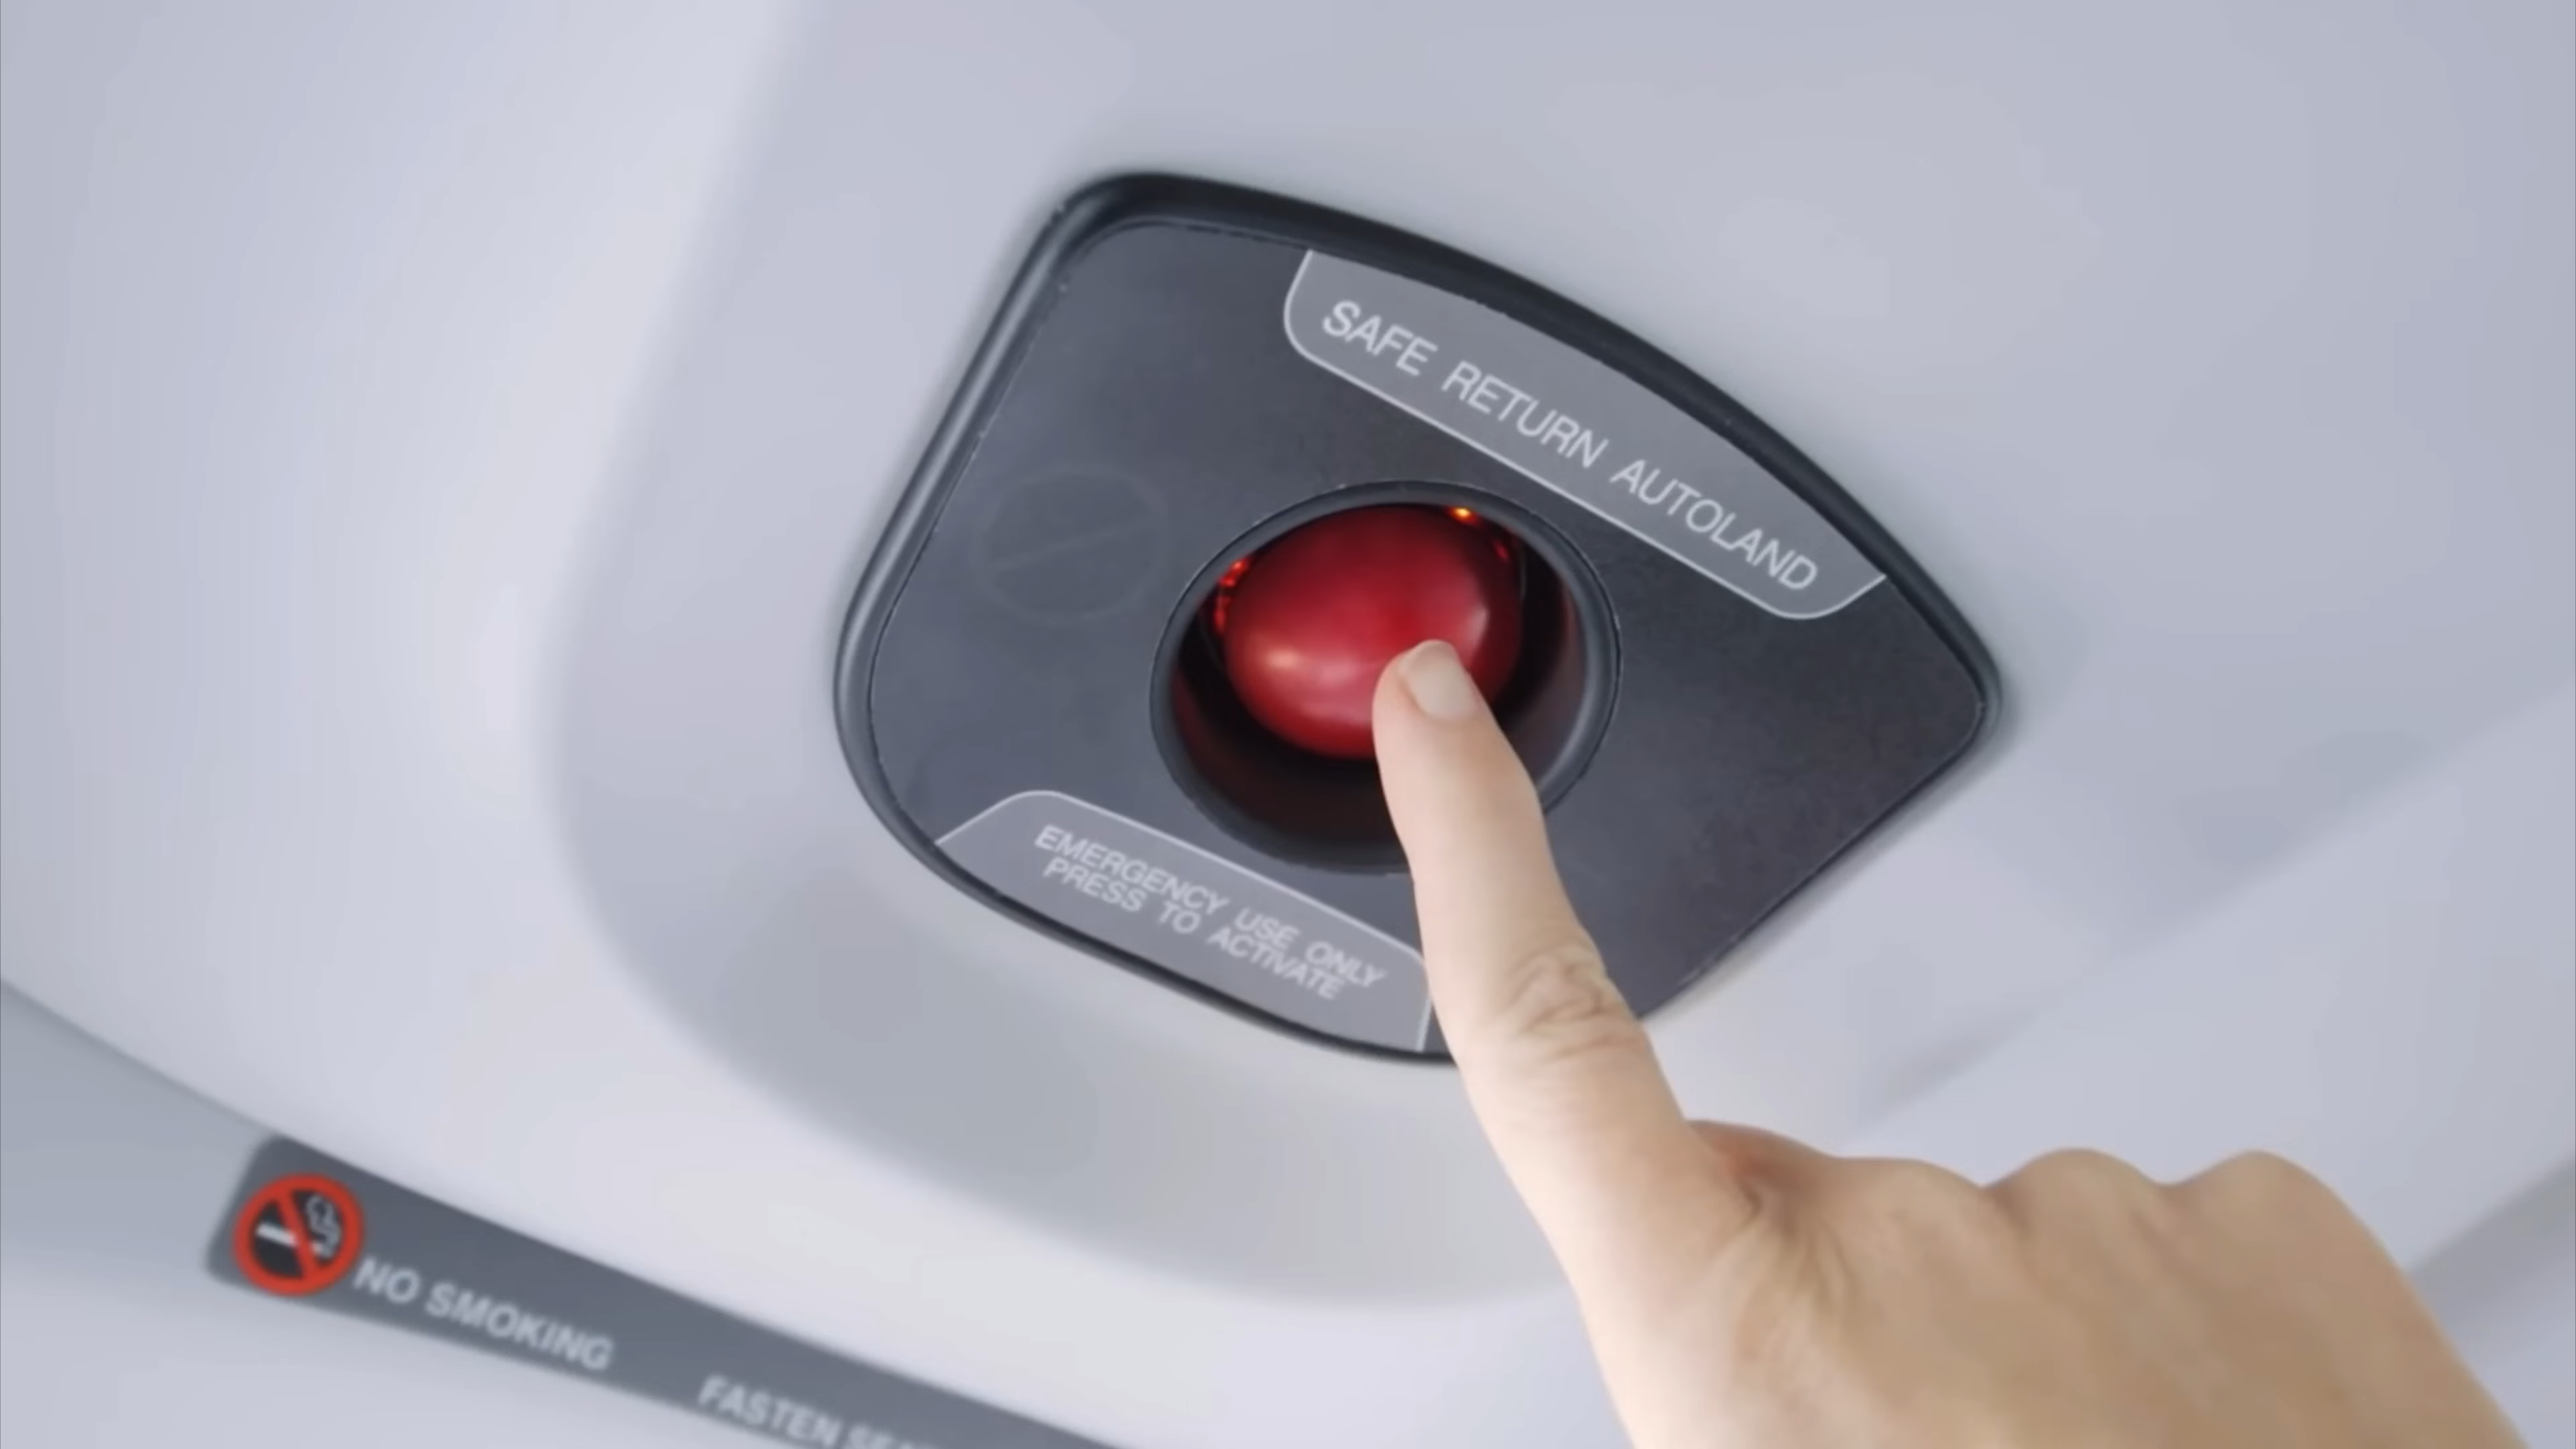 SAFE RETURN AUTOLAND
EMERGENCY USE ONLY
PRESS TO ACTIVATE
NO SMOKING
FASTEN